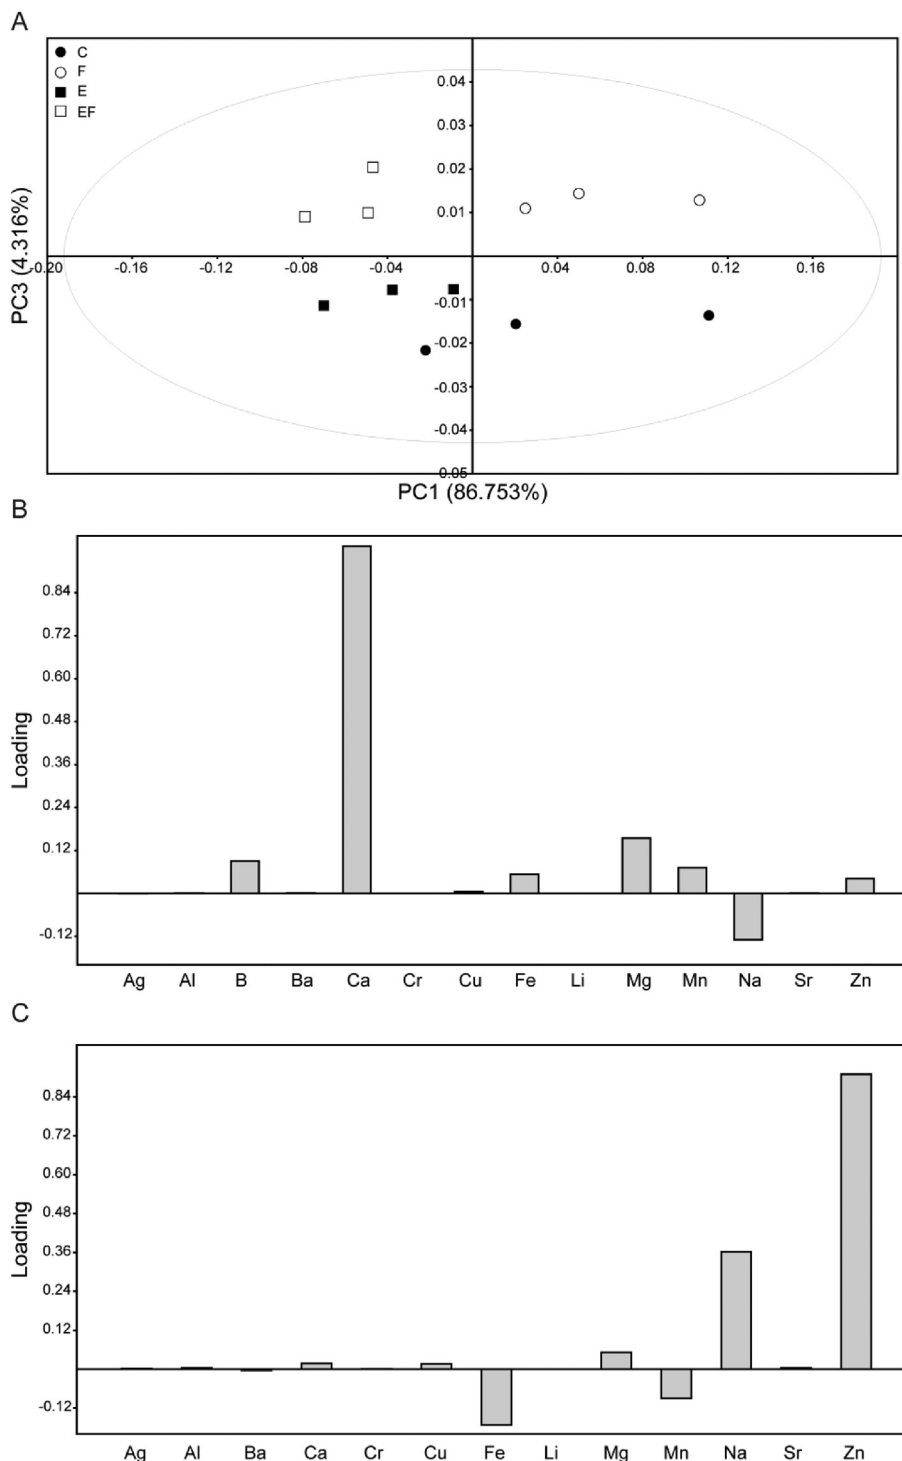 A
C
F
E
EF
0.04
0.03
0.02
0.01
-0.20 -0.16 -0.12 -0.08 -0.04 0.04 0.08 0.12 0.16
-0.01
-0.02
-0.03
-0.04
0.05
PC3 (4.316%)
PC1 (86.753%)
B
0.84
0.72
0.60
0.48
0.36
0.24
0.12
-0.12
Loading
Ag Al B Ba Ca Cr Cu Fe Li Mg Mn Na Sr Zn
C
0.84
0.72
0.60
0.48
0.36
0.24
0.12
-0.12
Loading
Ag Al Ba Ca Cr Cu Fe Li Mg Mn Na Sr Zn